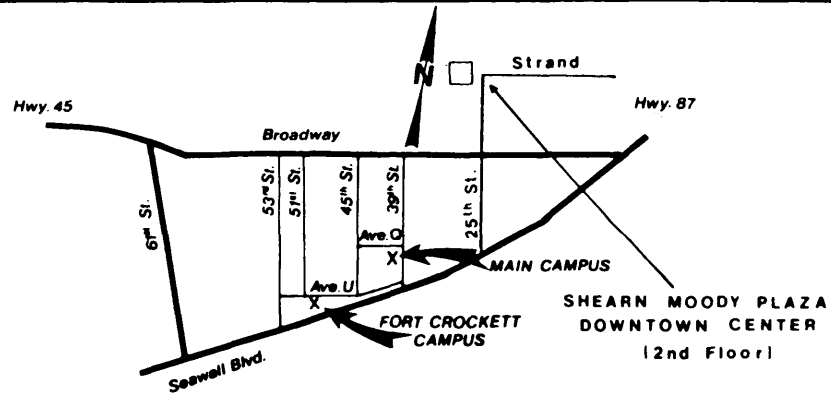 N
Strand
Hwy. 45
Hwy. 87
Broadway
61st St.
53rd St.
51st St.
45th St.
39th St.
25th St.
Ave. Q
MAIN CAMPUS
X
Ave. U
X
FORT CROCKETT
CAMPUS
SHEARN MOODY PLAZA
DOWNTOWN CENTER
(2nd Floor)
Seawall Blvd.